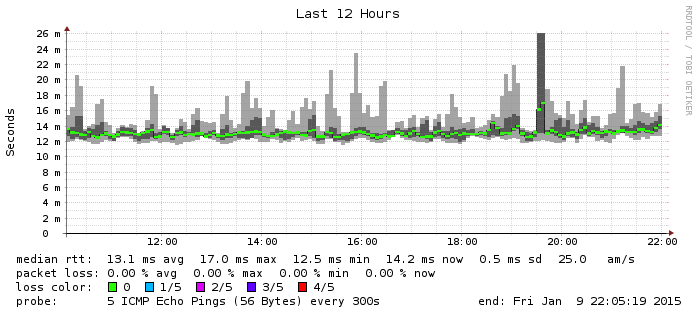 Last 12 Hours
RRDTOOL / TOBI OETIKER
Seconds
26 m
24 m
22 m
20 m
18 m
16 m
14 m
12 m
10 m
8 m
6 m
4 m
2 m
0
12:00 14:00 16:00 18:00 20:00 22:00
median rtt: 13.1 ms avg 17.0 ms max 12.5 ms min 14.2 ms now 0.5 ms sd 25.0 am/s
packet loss: 0.00 % avg 0.00 % max 0.00 % min 0.00 % now
loss color: 0 1/5 2/5 3/5 4/5
probe: 5 ICMP Echo Pings (56 Bytes) every 300s end: Fri Jan 9 22:05:19 2015